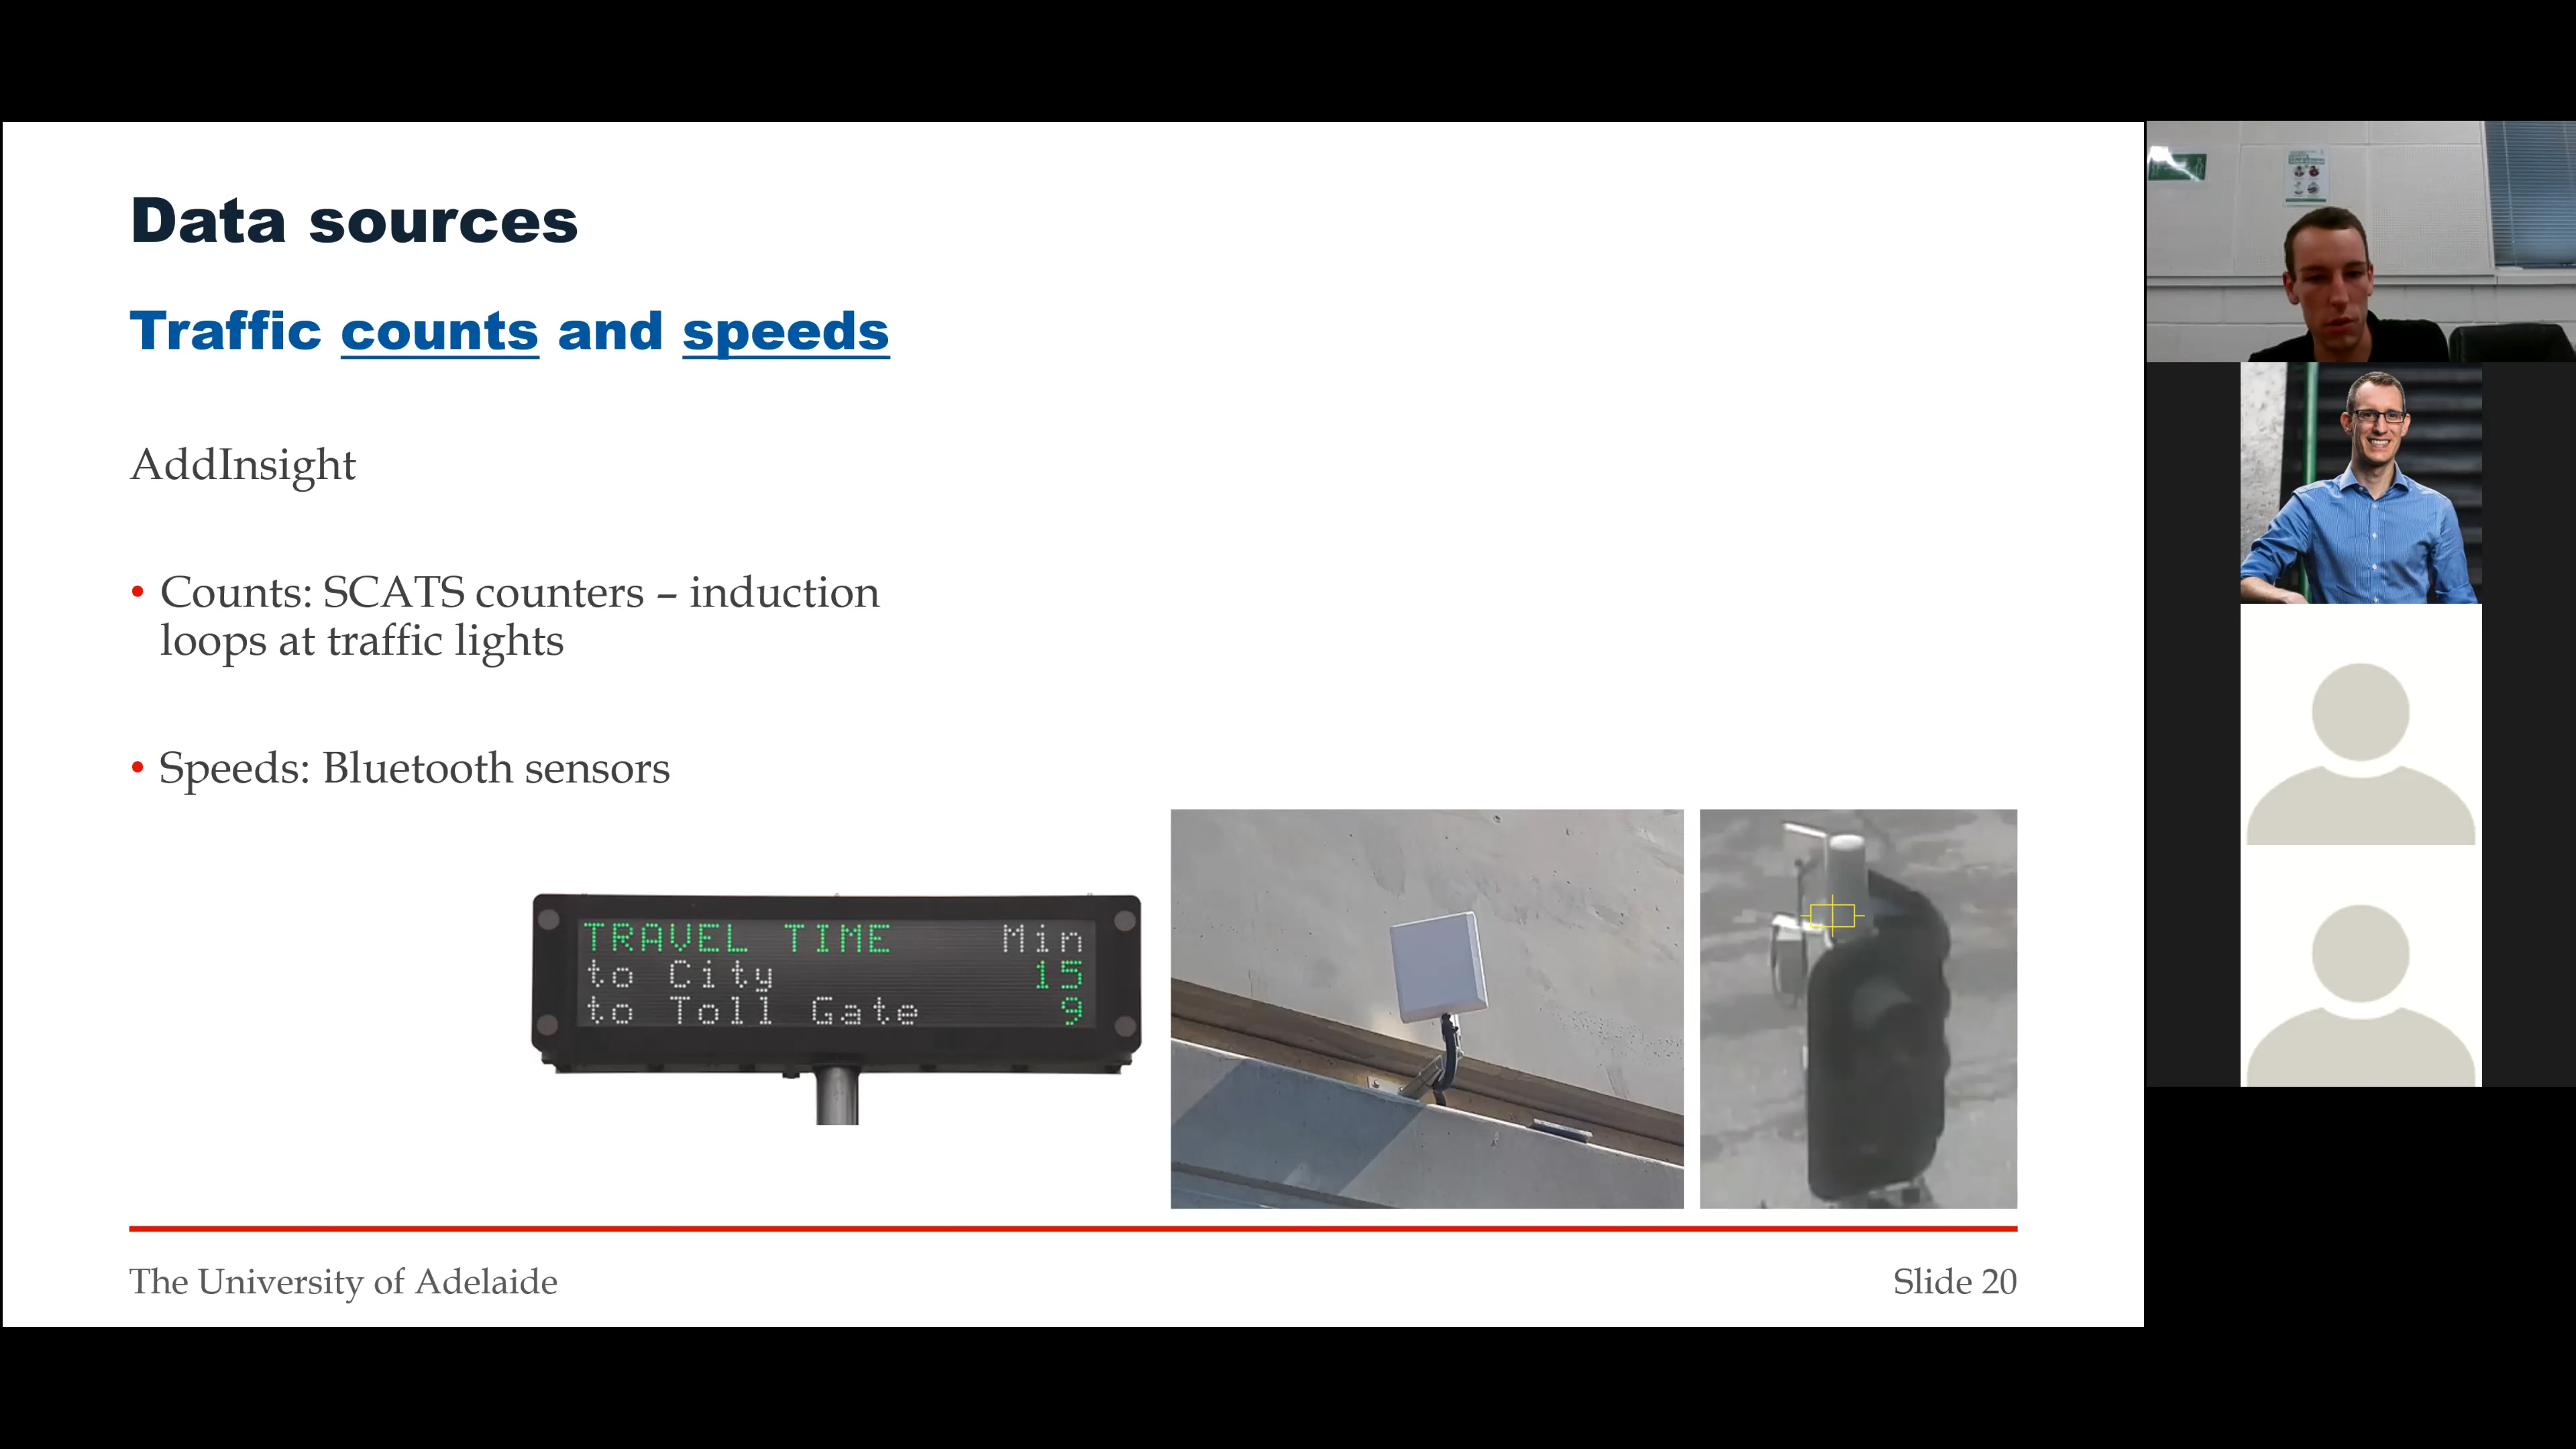 Data sources
Traffic counts and speeds
AddInsight
• Counts: SCATS counters – induction
loops at traffic lights
• Speeds: Bluetooth sensors
TRAVEL TIME Min
to City 15
to Toll Gate 9
The University of Adelaide
Slide 20